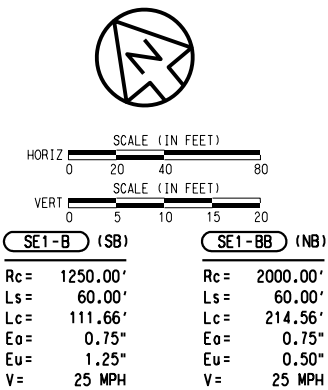 N
SCALE (IN FEET)
HORIZ
0 20 40 80
SCALE (IN FEET)
VERT
0 5 10 15 20
SE1-B (SB)
Rc= 1250.00'
Ls= 60.00'
Lc= 111.66'
Ea= 0.75"
Eu= 1.25"
V= 25 MPH
SE1-BB (NB)
Rc= 2000.00'
Ls= 60.00'
Lc= 214.56'
Ea= 0.75"
Eu= 0.50"
V= 25 MPH